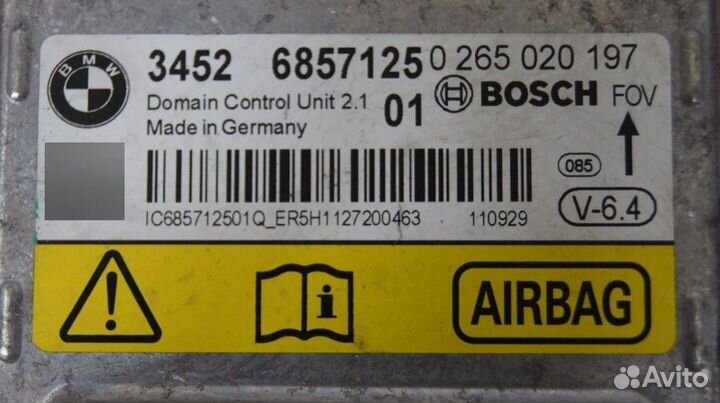 BMW
3452 6857125 0 265 020 197
Domain Control Unit 2.1 01 BOSCH FOV
Made in Germany
085
V-6.4
IC685712501Q_ER5H1127200463 110929
AIRBAG
Avito